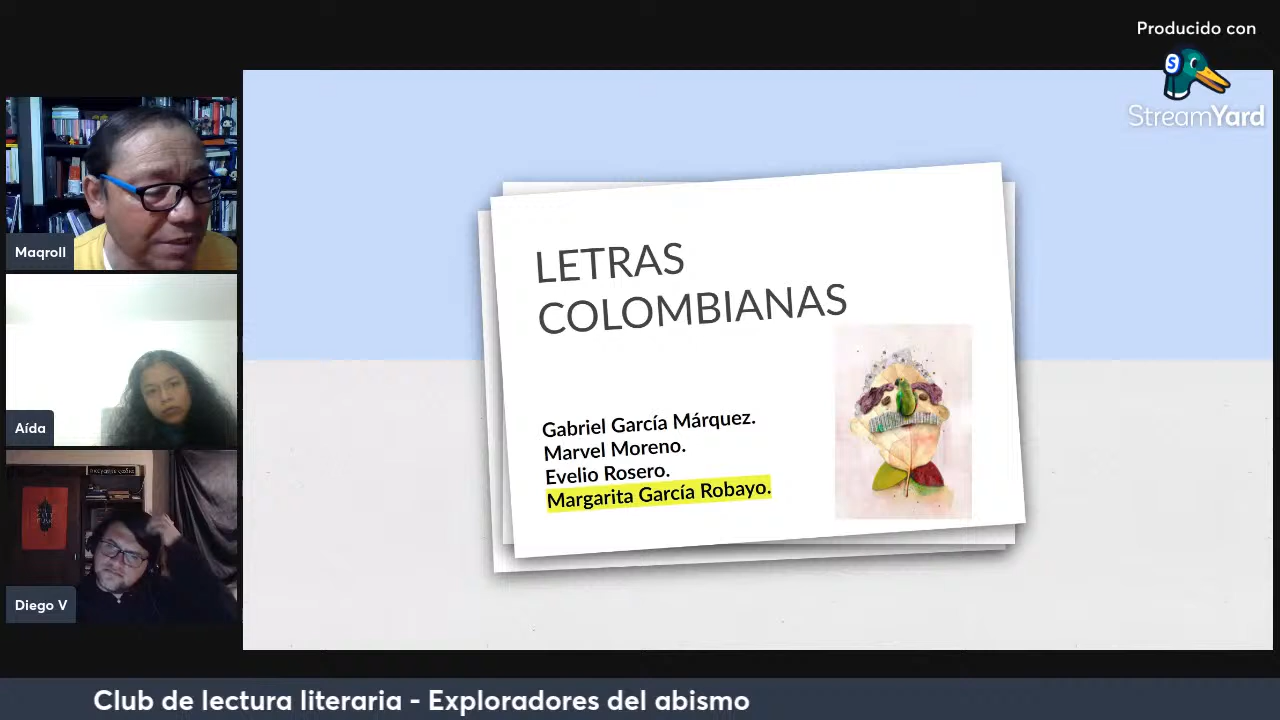 Producido con
S
StreamYard
Maqroll
Aída
Diego V
LETRAS
COLOMBIANAS
Gabriel García Márquez.
Marvel Moreno.
Evelio Rosero.
Margarita García Robayo.
Club de lectura literaria - Exploradores del abismo